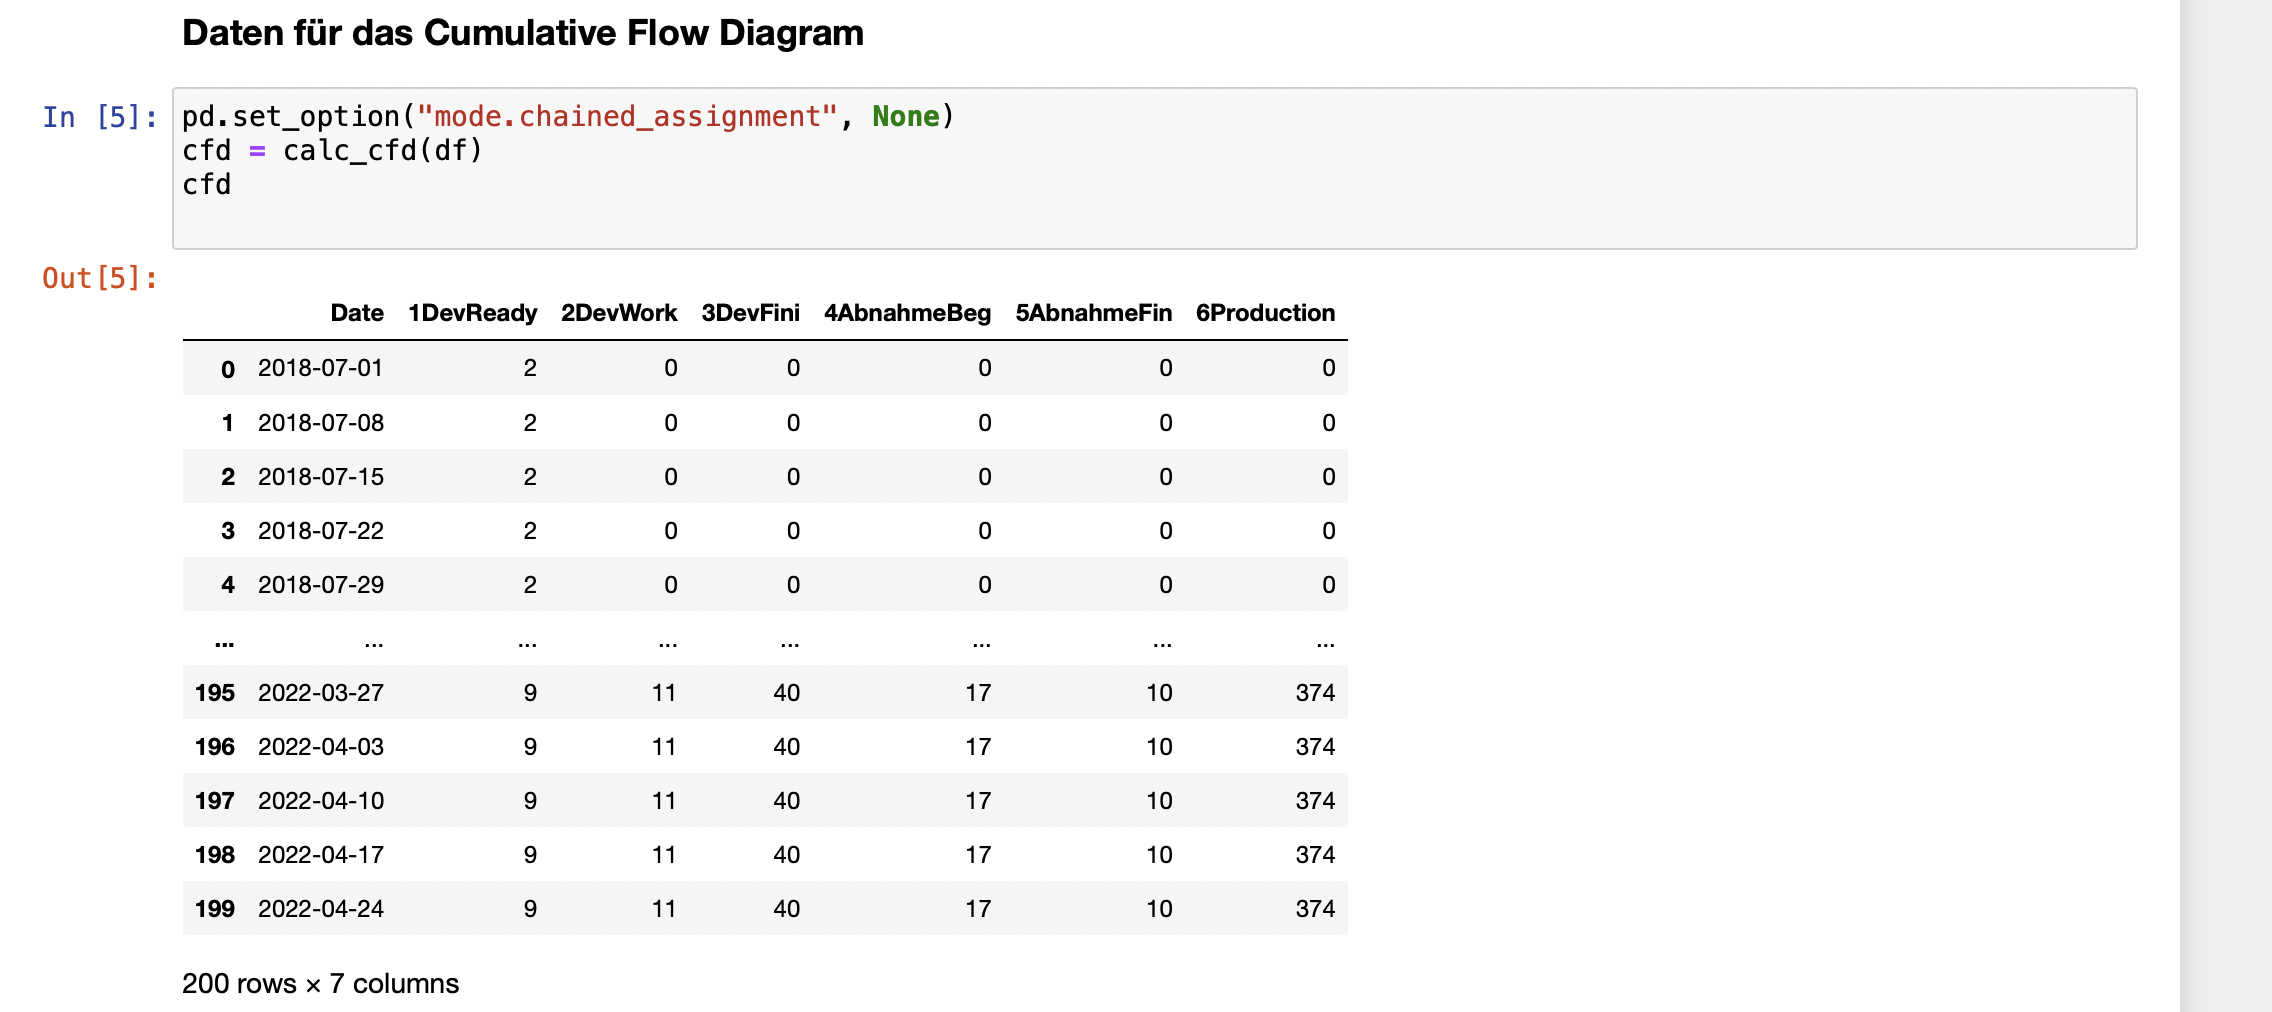 Daten für das Cumulative Flow Diagram
In [5]: pd.set_option("mode.chained_assignment", None)
cfd = calc_cfd(df)
cfd
Out[5]:
Date 1DevReady 2DevWork 3DevFini 4AbnahmeBeg 5AbnahmeFin 6Production
0 2018-07-01 2 0 0 0 0 0
1 2018-07-08 2 0 0 0 0 0
2 2018-07-15 2 0 0 0 0 0
3 2018-07-22 2 0 0 0 0 0
4 2018-07-29 2 0 0 0 0 0
... ... ... ... ... ... ... ...
195 2022-03-27 9 11 40 17 10 374
196 2022-04-03 9 11 40 17 10 374
197 2022-04-10 9 11 40 17 10 374
198 2022-04-17 9 11 40 17 10 374
199 2022-04-24 9 11 40 17 10 374
200 rows × 7 columns